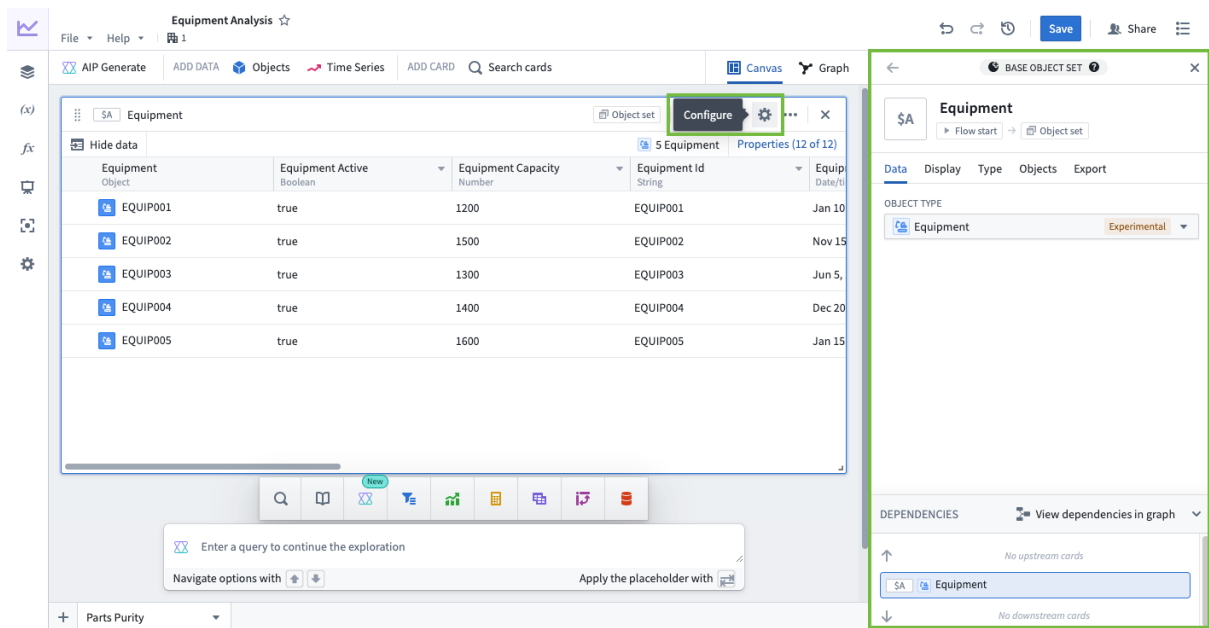 Equipment Analysis
File Help 1
Save Share
AIP Generate ADD DATA Objects Time Series ADD CARD Search cards Canvas Graph
$A Equipment Object set Configure
Hide data 5 Equipment Properties (12 of 12)
Equipment Equipment Active Equipment Capacity Equipment Id Equip
Object Boolean Number String Date/ti
EQUIP001 true 1200 EQUIP001 Jan 10
EQUIP002 true 1500 EQUIP002 Nov 15
EQUIP003 true 1300 EQUIP003 Jun 5,
EQUIP004 true 1400 EQUIP004 Dec 20
EQUIP005 true 1600 EQUIP005 Jan 15
New
Enter a query to continue the exploration
Navigate options with Apply the placeholder with
Parts Purity
BASE OBJECT SET
$A Equipment
Flow start Object set
Data Display Type Objects Export
OBJECT TYPE
Equipment Experimental
DEPENDENCIES View dependencies in graph
No upstream cards
$A Equipment
No downstream cards
(x)
fx